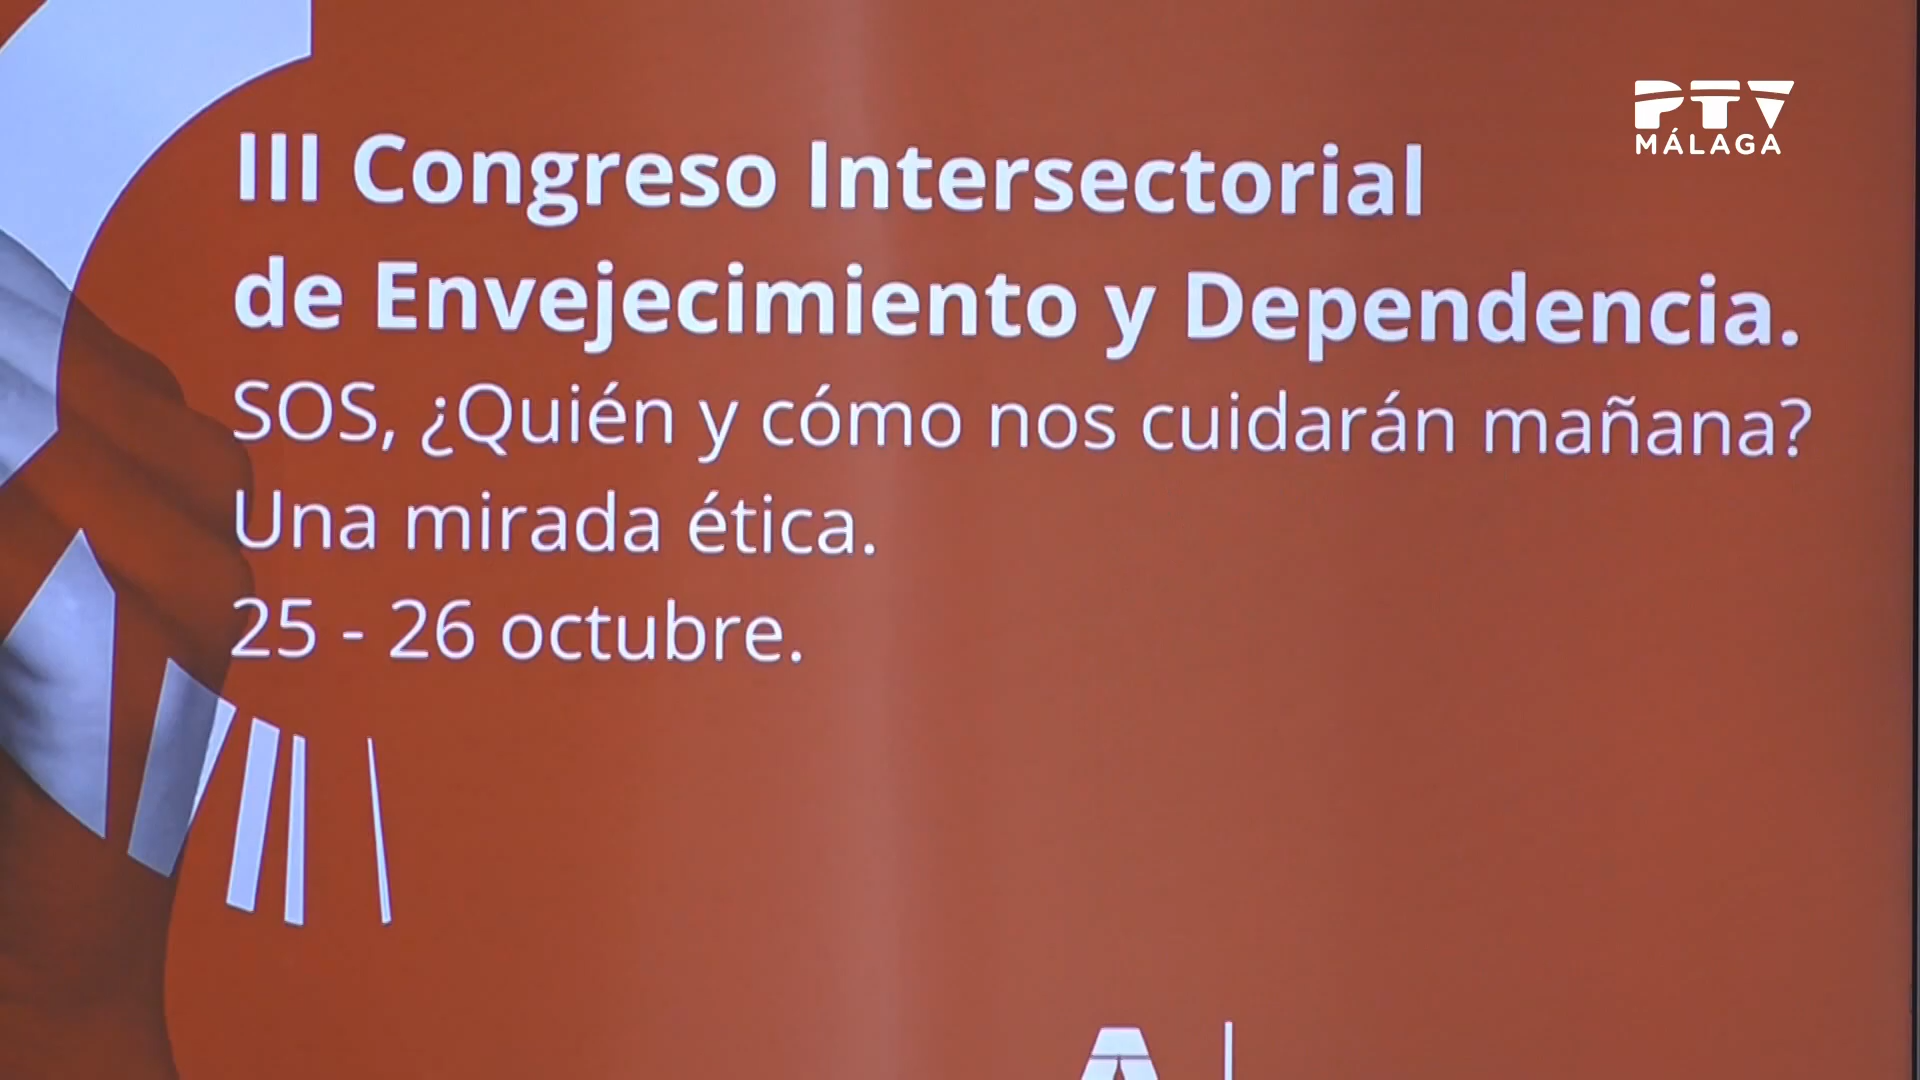 PTV
MÁLAGA
III Congreso Intersectorial
de Envejecimiento y Dependencia.
SOS, ¿Quién y cómo nos cuidarán mañana?
Una mirada ética.
25 - 26 octubre.